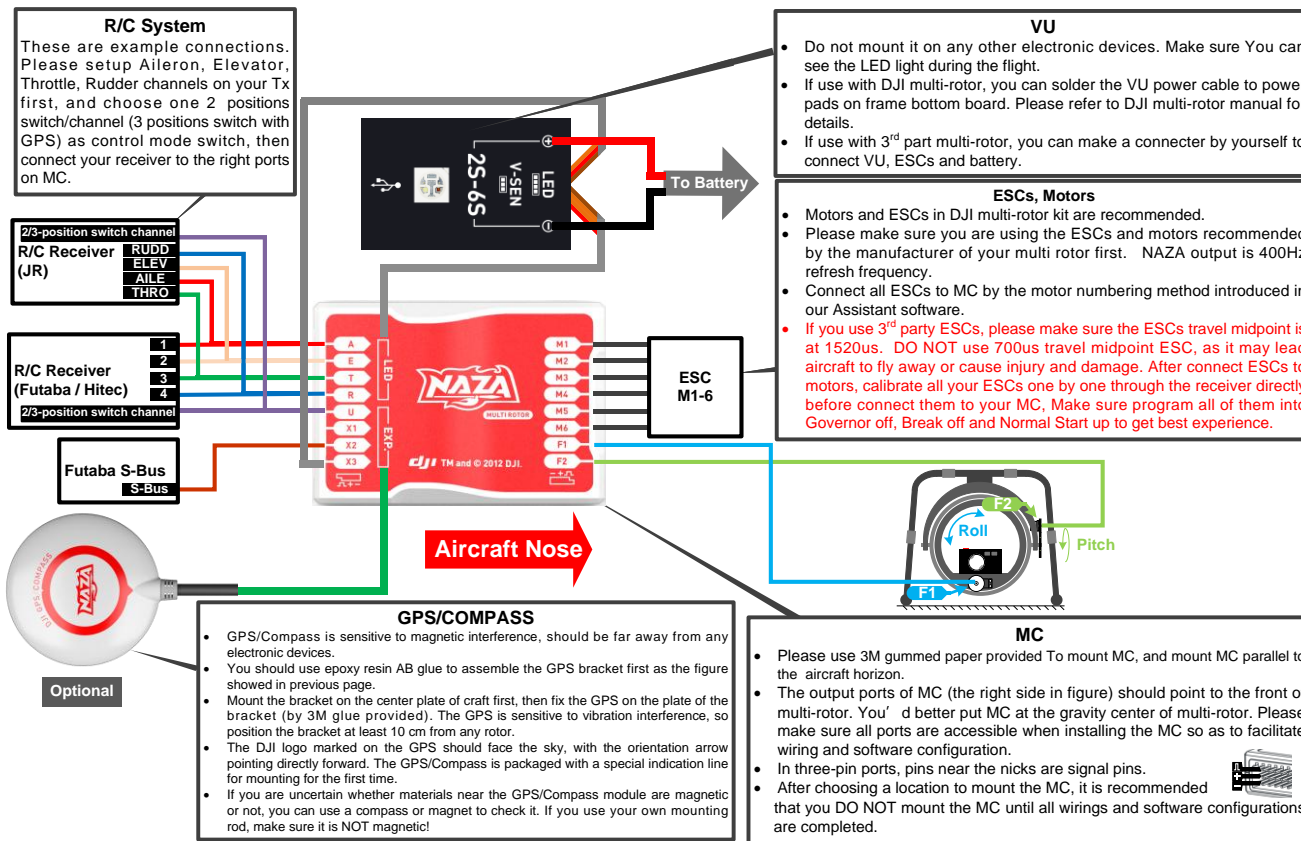 R/C System
These are example connections.
Please setup Aileron, Elevator,
Throttle, Rudder channels on your Tx
first, and choose one 2 positions
switch/channel (3 positions switch with
GPS) as control mode switch, then
connect your receiver to the right ports
on MC.
VU
• Do not mount it on any other electronic devices. Make sure You can
see the LED light during the flight.
• If use with DJI multi-rotor, you can solder the VU power cable to power
pads on frame bottom board. Please refer to DJI multi-rotor manual fo
details.
• If use with 3rd part multi-rotor, you can make a connecter by yourself to
connect VU, ESCs and battery.
LED
V-SEN
2S-6S
To Battery
ESCs, Motors
• Motors and ESCs in DJI multi-rotor kit are recommended.
• Please make sure you are using the ESCs and motors recommended
by the manufacturer of your multi rotor first. NAZA output is 400Hz
refresh frequency.
• Connect all ESCs to MC by the motor numbering method introduced in
our Assistant software.
• If you use 3rd party ESCs, please make sure the ESCs travel midpoint is
at 1520us. DO NOT use 700us travel midpoint ESC, as it may lead
aircraft to fly away or cause injury and damage. After connect ESCs to
motors, calibrate all your ESCs one by one through the receiver directly
before connect them to your MC, Make sure program all of them into
Governor off, Break off and Normal Start up to get best experience.
2/3-position switch channel
R/C Receiver
(JR)
RUDD
ELEV
AILE
THRO
R/C Receiver
(Futaba / Hitec)
1
2
3
4
2/3-position switch channel
Futaba S-Bus
S-Bus
A
E
T
R
U
X1
X2
X3
LED
EXP.
NAZA
MULTI ROTOR
dji TM and © 2012 DJI.
M1
M2
M3
M4
M5
M6
F1
F2
ESC
M1-6
Aircraft Nose
F2
Roll
Pitch
F1
DJI GPS COMPASS
NAZA
Optional
GPS/COMPASS
• GPS/Compass is sensitive to magnetic interference, should be far away from any
electronic devices.
• You should use epoxy resin AB glue to assemble the GPS bracket first as the figure
showed in previous page.
• Mount the bracket on the center plate of craft first, then fix the GPS on the plate of the
bracket (by 3M glue provided). The GPS is sensitive to vibration interference, so
position the bracket at least 10 cm from any rotor.
• The DJI logo marked on the GPS should face the sky, with the orientation arrow
pointing directly forward. The GPS/Compass is packaged with a special indication line
for mounting for the first time.
• If you are uncertain whether materials near the GPS/Compass module are magnetic
or not, you can use a compass or magnet to check it. If you use your own mounting
rod, make sure it is NOT magnetic!
MC
• Please use 3M gummed paper provided To mount MC, and mount MC parallel to
the aircraft horizon.
• The output ports of MC (the right side in figure) should point to the front o
multi-rotor. You' d better put MC at the gravity center of multi-rotor. Please
make sure all ports are accessible when installing the MC so as to facilitate
wiring and software configuration.
• In three-pin ports, pins near the nicks are signal pins.
• After choosing a location to mount the MC, it is recommended
that you DO NOT mount the MC until all wirings and software configurations
are completed.